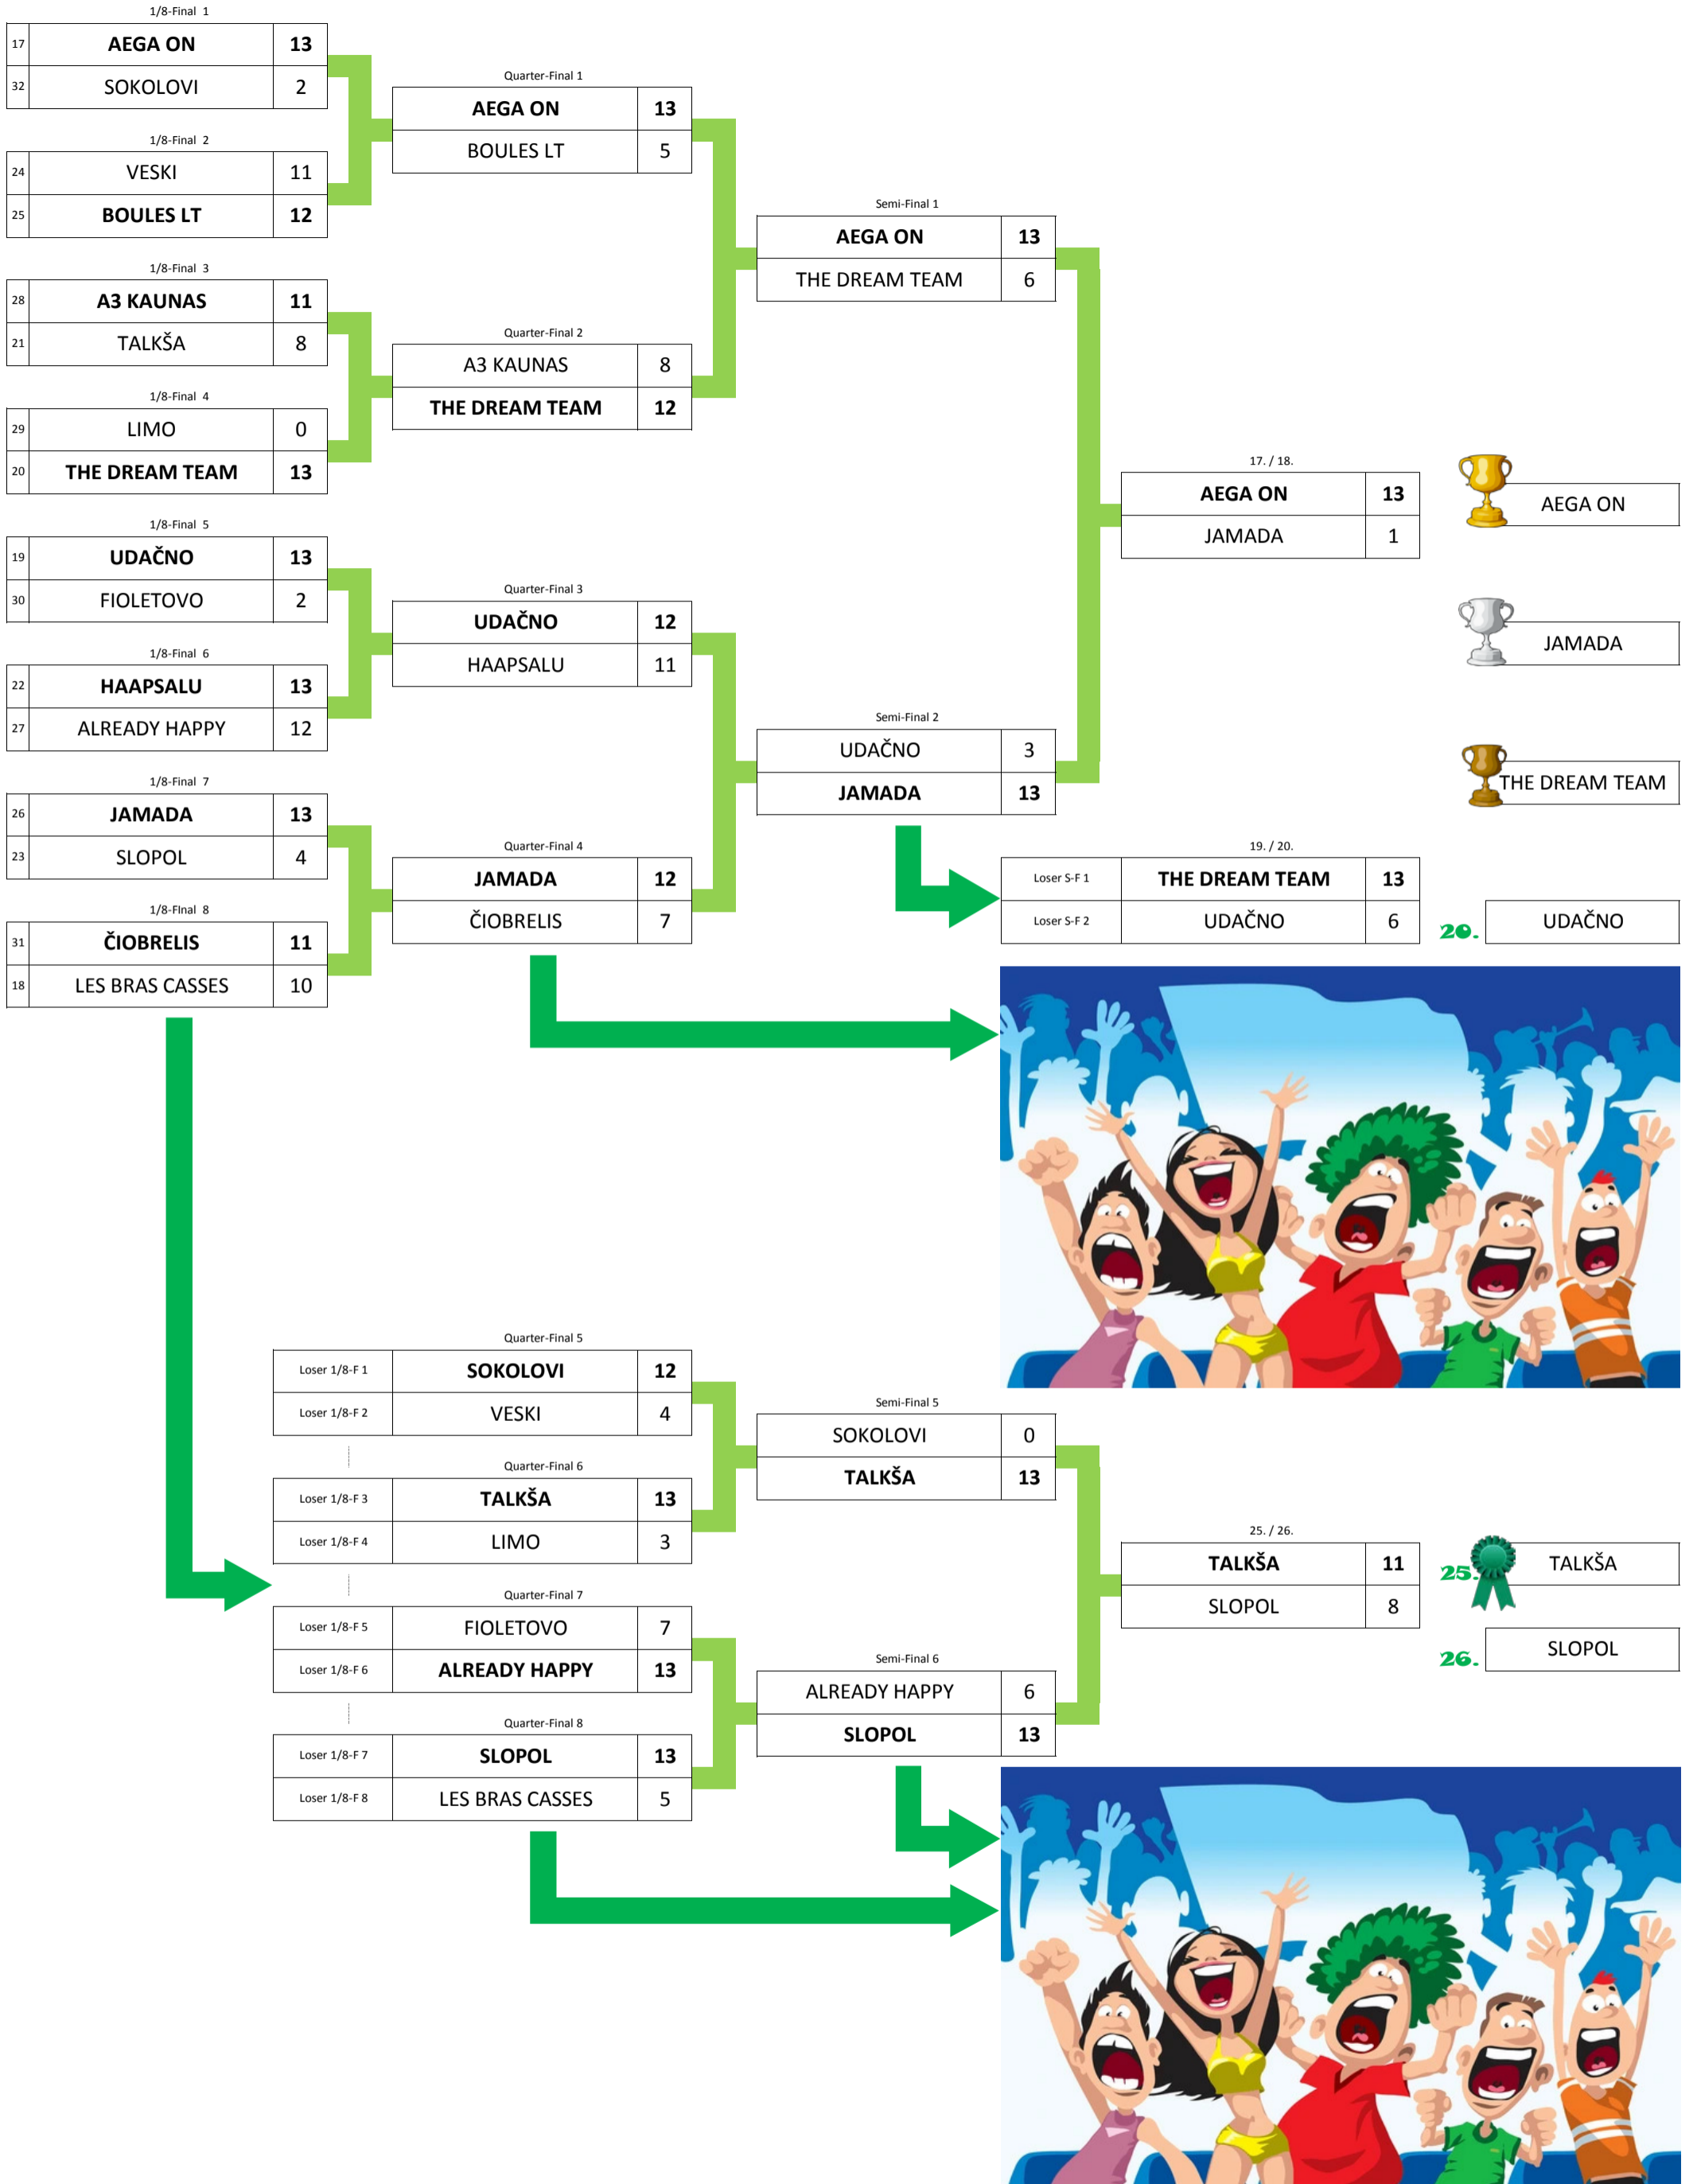 1/8-Final 1
17 AEGA ON 13
32 SOKOLOVI 2
1/8-Final 2
24 VESKI 11
25 BOULES LT 12
1/8-Final 3
28 A3 KAUNAS 11
21 TALKŠA 8
1/8-Final 4
29 LIMO 0
20 THE DREAM TEAM 13
1/8-Final 5
19 UDAČNO 13
30 FIOLETOVO 2
1/8-Final 6
22 HAAPSALU 13
27 ALREADY HAPPY 12
1/8-Final 7
26 JAMADA 13
23 SLOPOL 4
1/8-FInal 8
31 ČIOBRELIS 11
18 LES BRAS CASSES 10
Quarter-Final 1
AEGA ON 13
BOULES LT 5
Quarter-Final 2
A3 KAUNAS 8
THE DREAM TEAM 12
Quarter-Final 3
UDAČNO 12
HAAPSALU 11
Quarter-Final 4
JAMADA 12
ČIOBRELIS 7
Semi-Final 1
AEGA ON 13
THE DREAM TEAM 6
Semi-Final 2
UDAČNO 3
JAMADA 13
17. / 18.
AEGA ON 13
JAMADA 1
AEGA ON
JAMADA
THE DREAM TEAM
19. / 20.
Loser S-F 1 THE DREAM TEAM 13
Loser S-F 2 UDAČNO 6
20. UDAČNO
Quarter-Final 5
Loser 1/8-F 1 SOKOLOVI 12
Loser 1/8-F 2 VESKI 4
Quarter-Final 6
Loser 1/8-F 3 TALKŠA 13
Loser 1/8-F 4 LIMO 3
Quarter-Final 7
Loser 1/8-F 5 FIOLETOVO 7
Loser 1/8-F 6 ALREADY HAPPY 13
Quarter-Final 8
Loser 1/8-F 7 SLOPOL 13
Loser 1/8-F 8 LES BRAS CASSES 5
Semi-Final 5
SOKOLOVI 0
TALKŠA 13
Semi-Final 6
ALREADY HAPPY 6
SLOPOL 13
25. / 26.
TALKŠA 11
SLOPOL 8
25. TALKŠA
26. SLOPOL